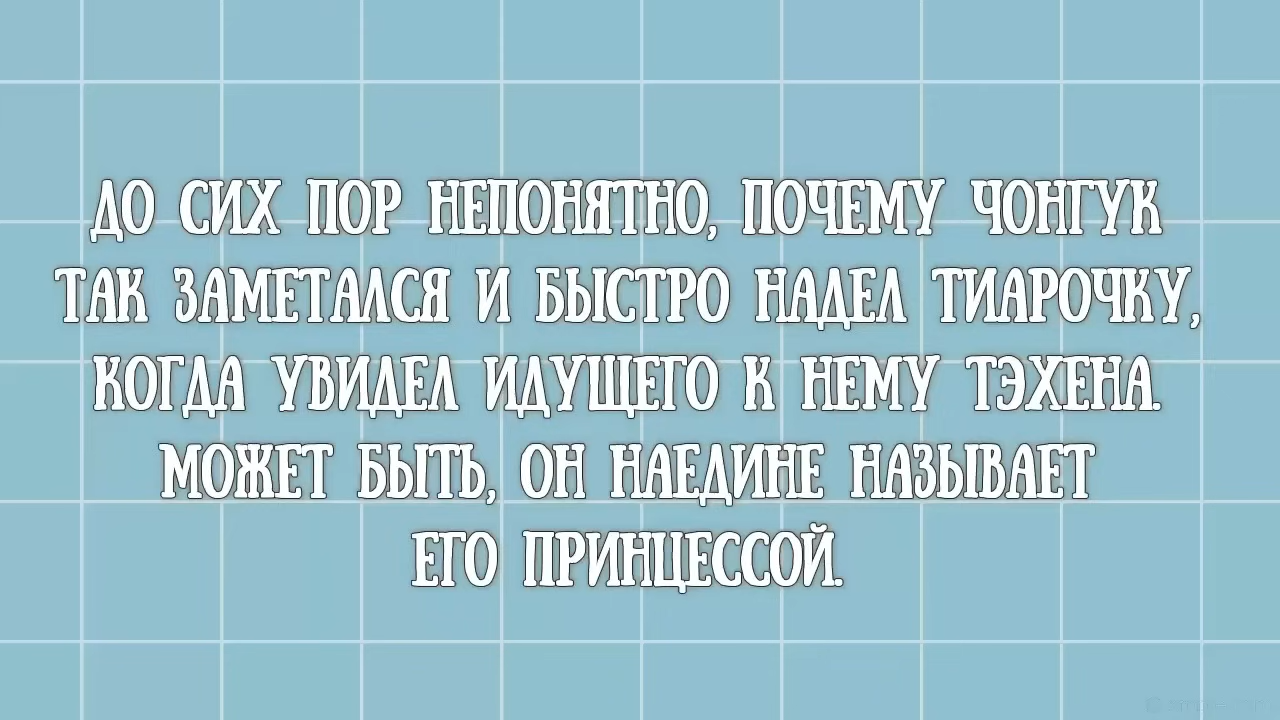 ДО СИХ ПОР НЕПОНЯТНО, ПОЧЕМУ ЧОНГУК
ТАК ЗАМЕТАЛСЯ И БЫСТРО НАДЕЛ ТИАРОЧКУ,
КОГДА УВИДЕЛ ИДУЩЕГО К НЕМУ ТЭХЕНА.
МОЖЕТ БЫТЬ, ОН НАЕДИНЕ НАЗЫВАЕТ
ЕГО ПРИНЦЕССОЙ.